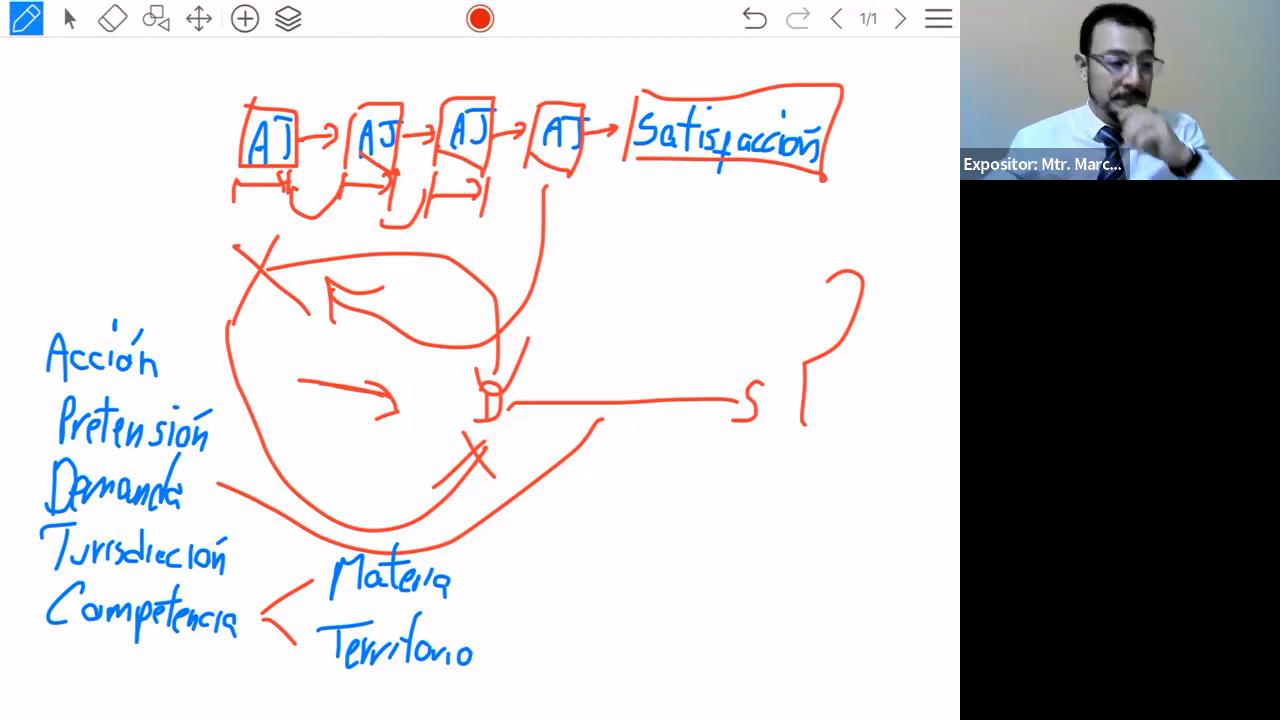 1/1
AJ AJ AJ AJ Satisfacción
Expositor: Mtr. Marc...
Acción
Pretensión
D S ?
Demanda
Jurisdicción
Competencia
Materia
Territorio